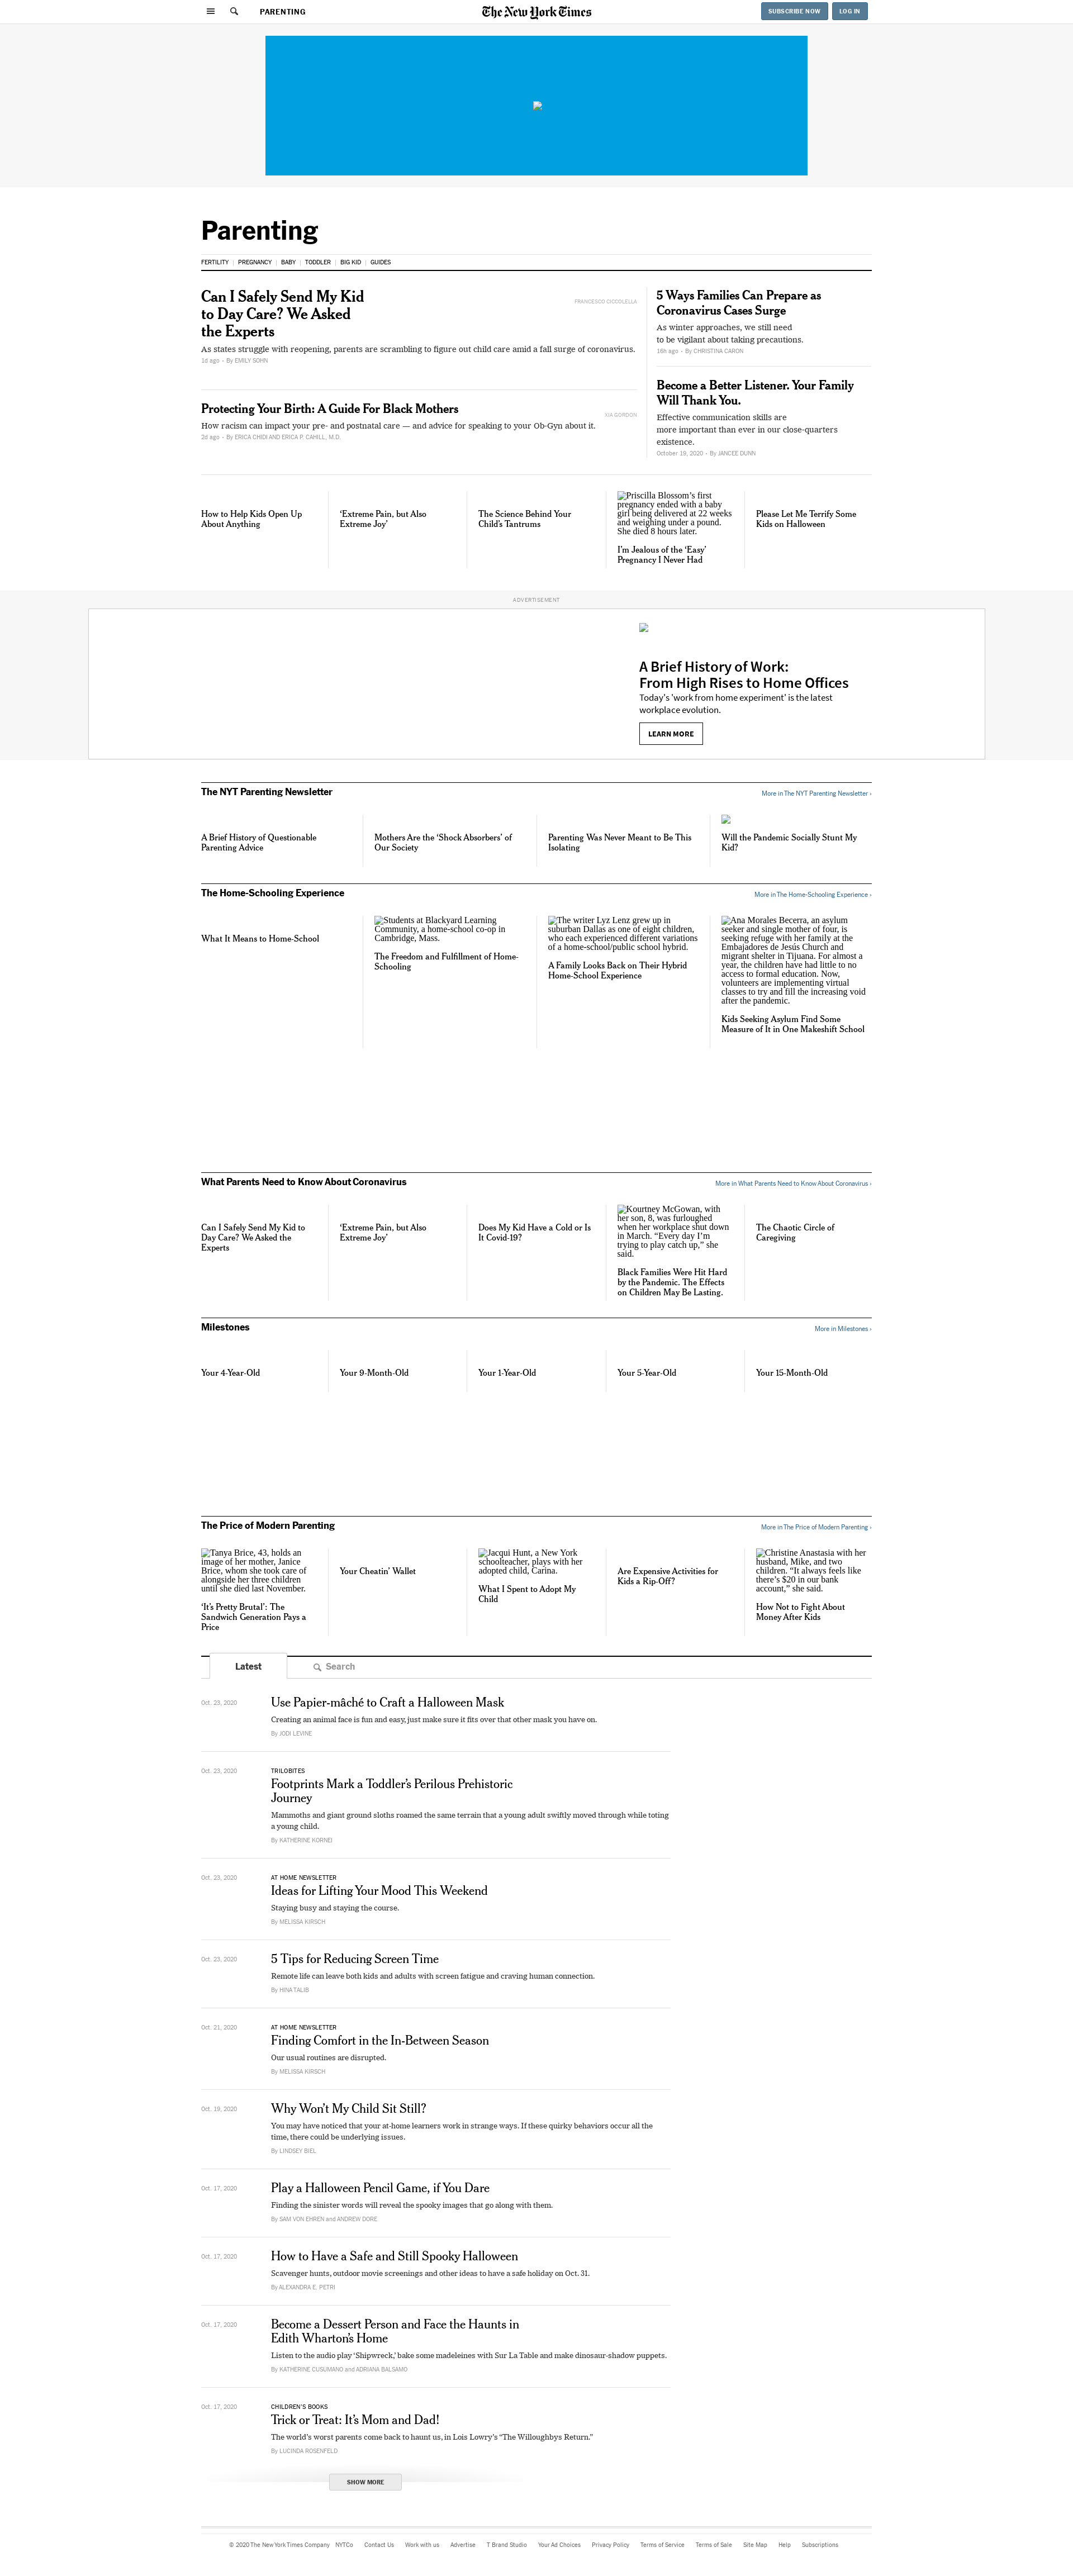 PARENTING
The New York Times
SUBSCRIBE NOW
LOG IN
Parenting
FERTILITY | PREGNANCY | BABY | TODDLER | BIG KID | GUIDES
Can I Safely Send My Kid
to Day Care? We Asked
the Experts
FRANCESCO CICCOLELLA
As states struggle with reopening, parents are scrambling to figure out child care amid a fall surge of coronavirus.
1d ago · By EMILY SOHN
Protecting Your Birth: A Guide For Black Mothers
XIA GORDON
How racism can impact your pre- and postnatal care — and advice for speaking to your Ob-Gyn about it.
2d ago · By ERICA CHIDI AND ERICA P. CAHILL, M.D.
5 Ways Families Can Prepare as
Coronavirus Cases Surge
As winter approaches, we still need
to be vigilant about taking precautions.
16h ago · By CHRISTINA CARON
Become a Better Listener. Your Family
Will Thank You.
Effective communication skills are
more important than ever in our close-quarters
existence.
October 19, 2020 · By JANCEE DUNN
How to Help Kids Open Up
About Anything
‘Extreme Pain, but Also
Extreme Joy’
The Science Behind Your
Child’s Tantrums
Priscilla Blossom’s first
pregnancy ended with a baby
girl being delivered at 22 weeks
and weighing under a pound.
She died 8 hours later.
I’m Jealous of the ‘Easy’
Pregnancy I Never Had
Please Let Me Terrify Some
Kids on Halloween
ADVERTISEMENT
A Brief History of Work:
From High Rises to Home Offices
Today's 'work from home experiment' is the latest
workplace evolution.
LEARN MORE
The NYT Parenting Newsletter
More in The NYT Parenting Newsletter ›
A Brief History of Questionable
Parenting Advice
Mothers Are the ‘Shock Absorbers’ of
Our Society
Parenting Was Never Meant to Be This
Isolating
Will the Pandemic Socially Stunt My
Kid?
The Home-Schooling Experience
More in The Home-Schooling Experience ›
What It Means to Home-School
Students at Blackyard Learning
Community, a home-school co-op in
Cambridge, Mass.
The Freedom and Fulfillment of Home-
Schooling
The writer Lyz Lenz grew up in
suburban Dallas as one of eight children,
who each experienced different variations
of a home-school/public school hybrid.
A Family Looks Back on Their Hybrid
Home-School Experience
Ana Morales Becerra, an asylum
seeker and single mother of four, is
seeking refuge with her family at the
Embajadores de Jesús Church and
migrant shelter in Tijuana. For almost a
year, the children have had little to no
access to formal education. Now,
volunteers are implementing virtual
classes to try and fill the increasing void
after the pandemic.
Kids Seeking Asylum Find Some
Measure of It in One Makeshift School
What Parents Need to Know About Coronavirus
More in What Parents Need to Know About Coronavirus ›
Can I Safely Send My Kid to
Day Care? We Asked the
Experts
‘Extreme Pain, but Also
Extreme Joy’
Does My Kid Have a Cold or Is
It Covid-19?
Kourtney McGowan, with
her son, 8, was furloughed
when her workplace shut down
in March. “Every day I’m
trying to play catch up,” she
said.
Black Families Were Hit Hard
by the Pandemic. The Effects
on Children May Be Lasting.
The Chaotic Circle of
Caregiving
Milestones
More in Milestones ›
Your 4-Year-Old
Your 9-Month-Old
Your 1-Year-Old
Your 5-Year-Old
Your 15-Month-Old
The Price of Modern Parenting
More in The Price of Modern Parenting ›
Tanya Brice, 43, holds an
image of her mother, Janice
Brice, whom she took care of
alongside her three children
until she died last November.
‘It’s Pretty Brutal’: The
Sandwich Generation Pays a
Price
Your Cheatin’ Wallet
Jacqui Hunt, a New York
schoolteacher, plays with her
adopted child, Carina.
What I Spent to Adopt My
Child
Are Expensive Activities for
Kids a Rip-Off?
Christine Anastasia with her
husband, Mike, and two
children. “It always feels like
there’s $20 in our bank
account,” she said.
How Not to Fight About
Money After Kids
Latest
Search
Oct. 23, 2020
Use Papier-mâché to Craft a Halloween Mask
Creating an animal face is fun and easy, just make sure it fits over that other mask you have on.
By JODI LEVINE
Oct. 23, 2020
TRILOBITES
Footprints Mark a Toddler’s Perilous Prehistoric
Journey
Mammoths and giant ground sloths roamed the same terrain that a young adult swiftly moved through while toting
a young child.
By KATHERINE KORNEI
Oct. 23, 2020
AT HOME NEWSLETTER
Ideas for Lifting Your Mood This Weekend
Staying busy and staying the course.
By MELISSA KIRSCH
Oct. 23, 2020
5 Tips for Reducing Screen Time
Remote life can leave both kids and adults with screen fatigue and craving human connection.
By HINA TALIB
Oct. 21, 2020
AT HOME NEWSLETTER
Finding Comfort in the In-Between Season
Our usual routines are disrupted.
By MELISSA KIRSCH
Oct. 19, 2020
Why Won’t My Child Sit Still?
You may have noticed that your at-home learners work in strange ways. If these quirky behaviors occur all the
time, there could be underlying issues.
By LINDSEY BIEL
Oct. 17, 2020
Play a Halloween Pencil Game, if You Dare
Finding the sinister words will reveal the spooky images that go along with them.
By SAM VON EHREN and ANDREW DORE
Oct. 17, 2020
How to Have a Safe and Still Spooky Halloween
Scavenger hunts, outdoor movie screenings and other ideas to have a safe holiday on Oct. 31.
By ALEXANDRA E. PETRI
Oct. 17, 2020
Become a Dessert Person and Face the Haunts in
Edith Wharton’s Home
Listen to the audio play ‘Shipwreck,’ bake some madeleines with Sur La Table and make dinosaur-shadow puppets.
By KATHERINE CUSUMANO and ADRIANA BALSAMO
Oct. 17, 2020
CHILDREN’S BOOKS
Trick or Treat: It’s Mom and Dad!
The world’s worst parents come back to haunt us, in Lois Lowry’s “The Willoughbys Return.”
By LUCINDA ROSENFELD
SHOW MORE
© 2020 The New York Times Company NYTCo Contact Us Work with us Advertise T Brand Studio Your Ad Choices Privacy Policy Terms of Service Terms of Sale Site Map Help Subscriptions